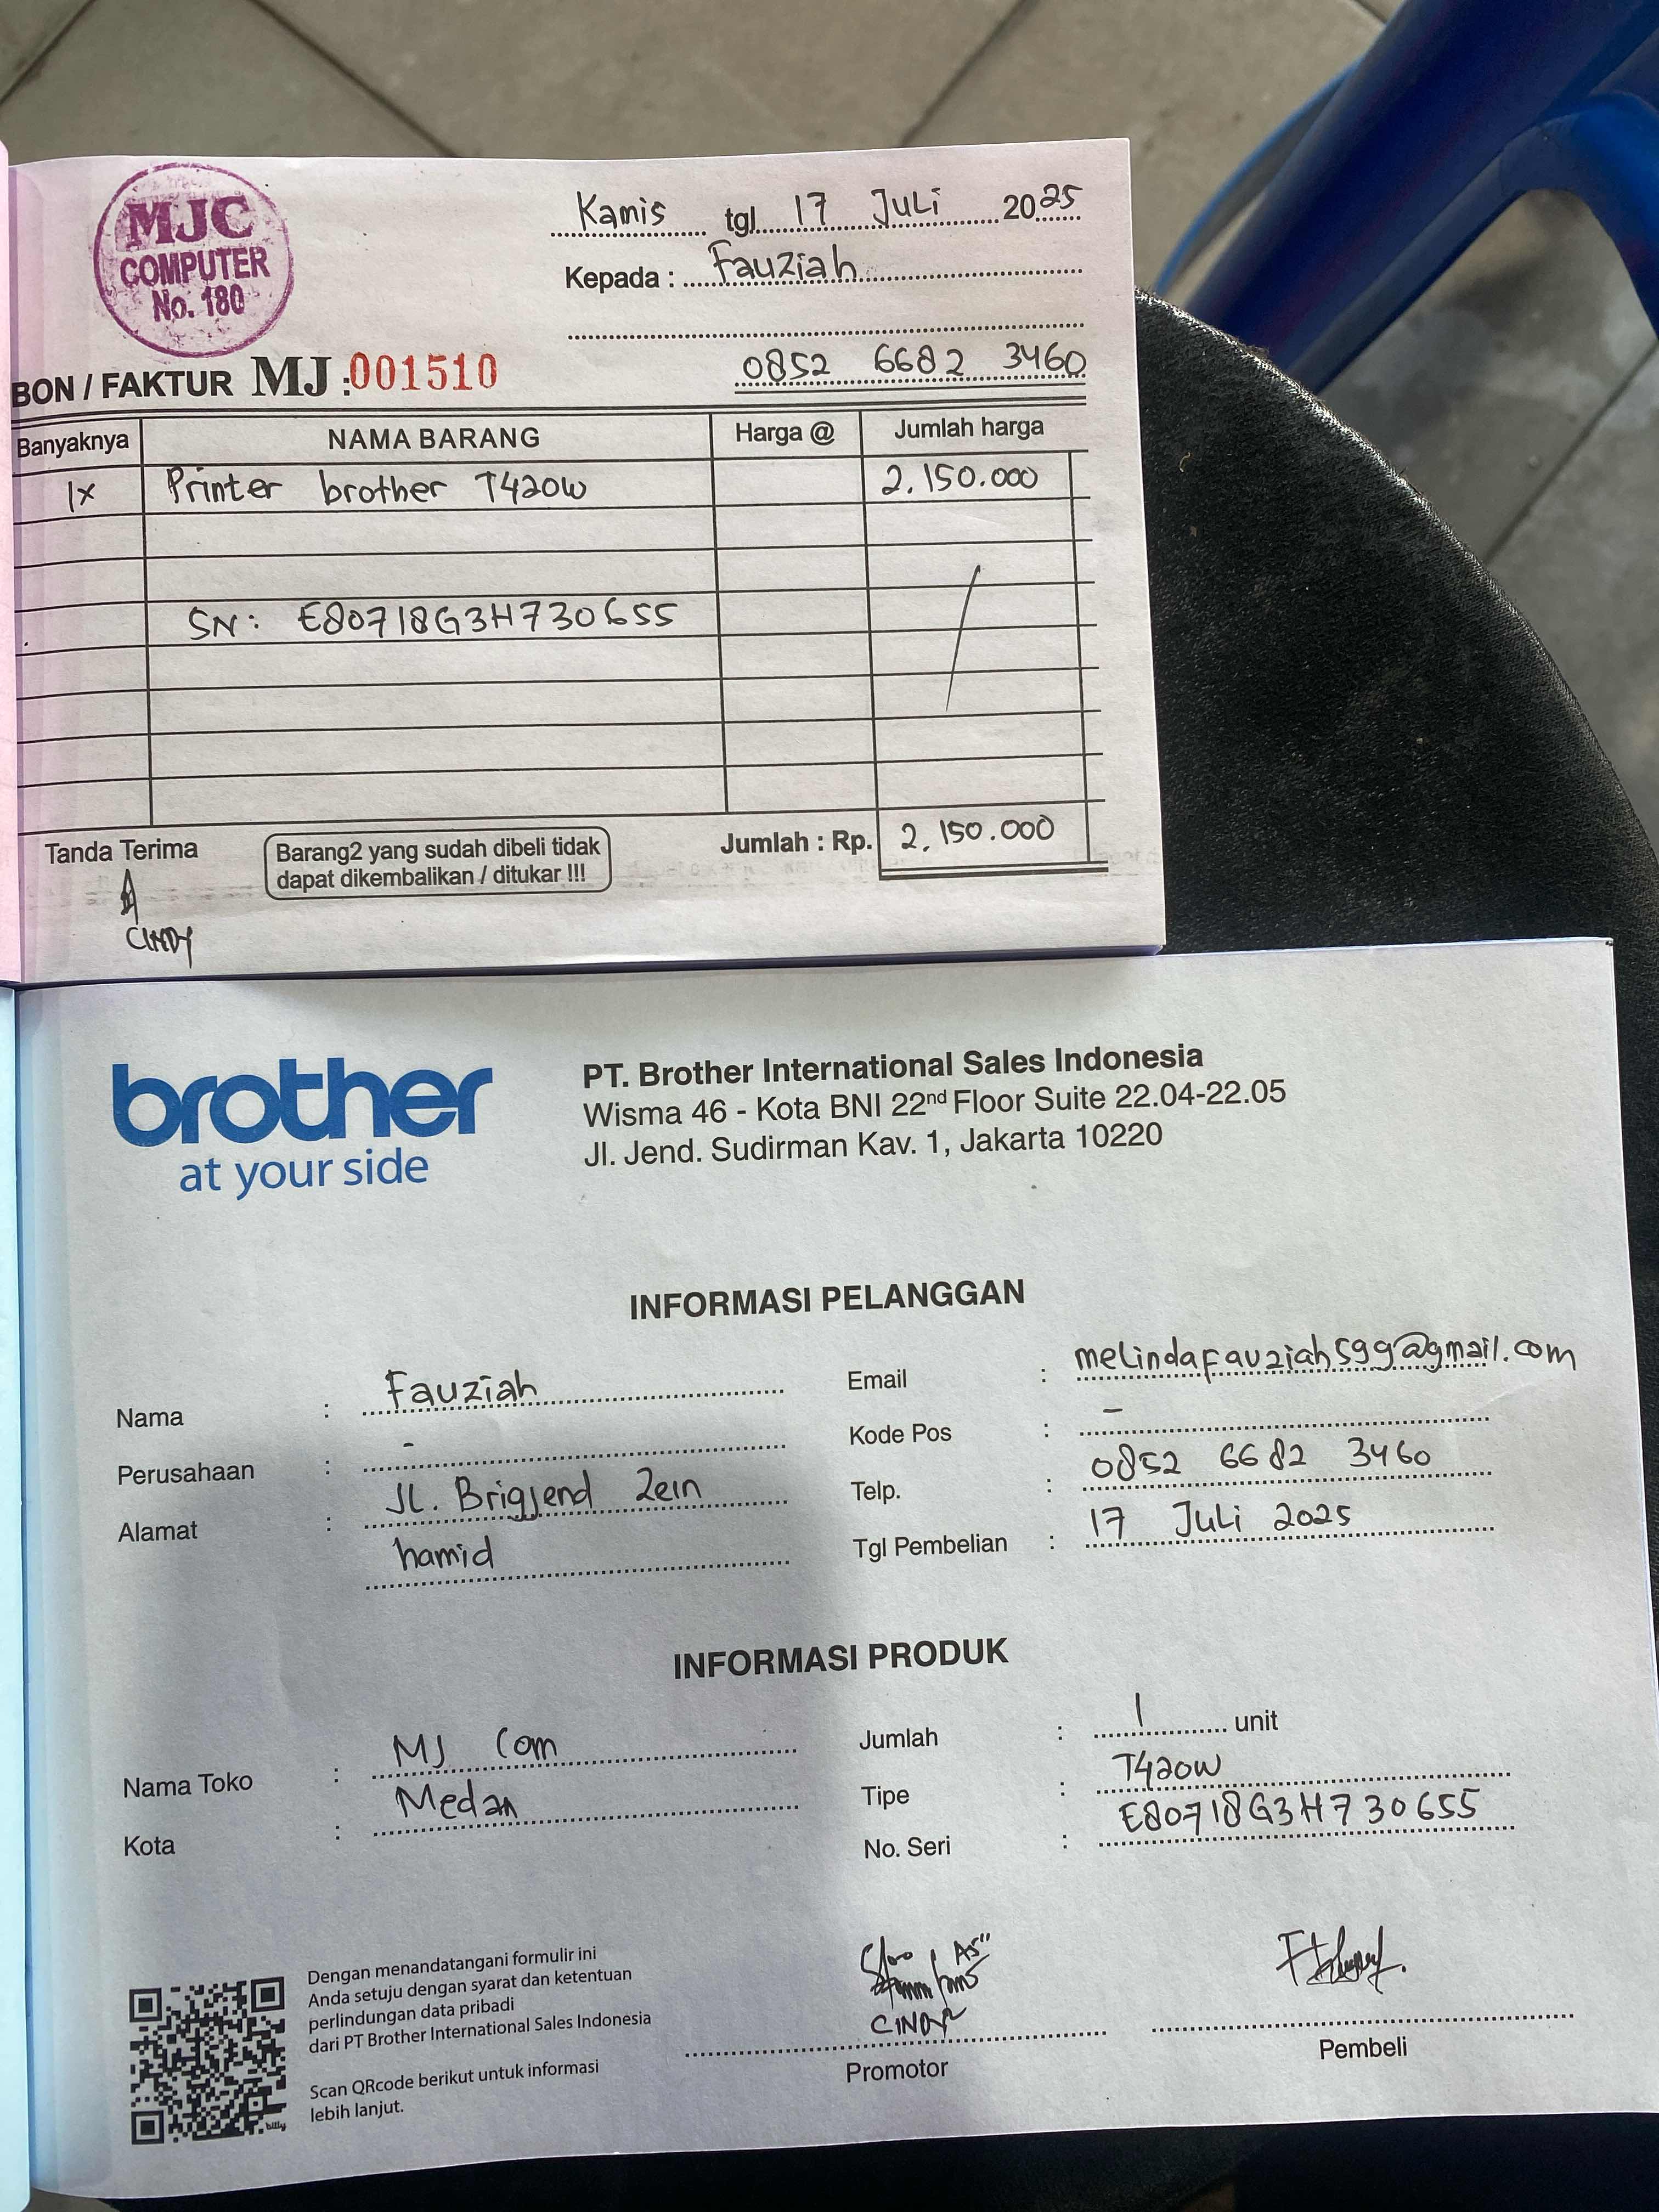 MJC
COMPUTER
No. 180
Kamis tgl 17 Juli 2025
Kepada : Fauziah
0852 6682 3460
BON / FAKTUR MJ : 001510
Banyaknya NAMA BARANG Harga @ Jumlah harga
1x Printer brother T420W 2.150.000
SN: E80718G3H730655
Tanda Terima
CINDY
Barang2 yang sudah dibeli tidak
dapat dikembalikan / ditukar !!!
Jumlah : Rp. 2.150.000
brother
at your side
PT. Brother International Sales Indonesia
Wisma 46 - Kota BNI 22nd Floor Suite 22.04-22.05
Jl. Jend. Sudirman Kav. 1, Jakarta 10220
INFORMASI PELANGGAN
Nama : Fauziah
Perusahaan : -
Alamat : JL. Brigjend Zein
hamid
Email : melindafauziah599@gmail.com
Kode Pos : -
Telp. : 0852 6682 3460
Tgl Pembelian : 17 Juli 2025
INFORMASI PRODUK
Nama Toko : MJ Com
Kota : Medan
Jumlah : 1 unit
Tipe : T420W
No. Seri : E80718G3H730655
Dengan menandatangani formulir ini
Anda setuju dengan syarat dan ketentuan
perlindungan data pribadi
dari PT Brother International Sales Indonesia
Scan QRcode berikut untuk informasi
lebih lanjut.
bitly
CINDY
Promotor
Pembeli